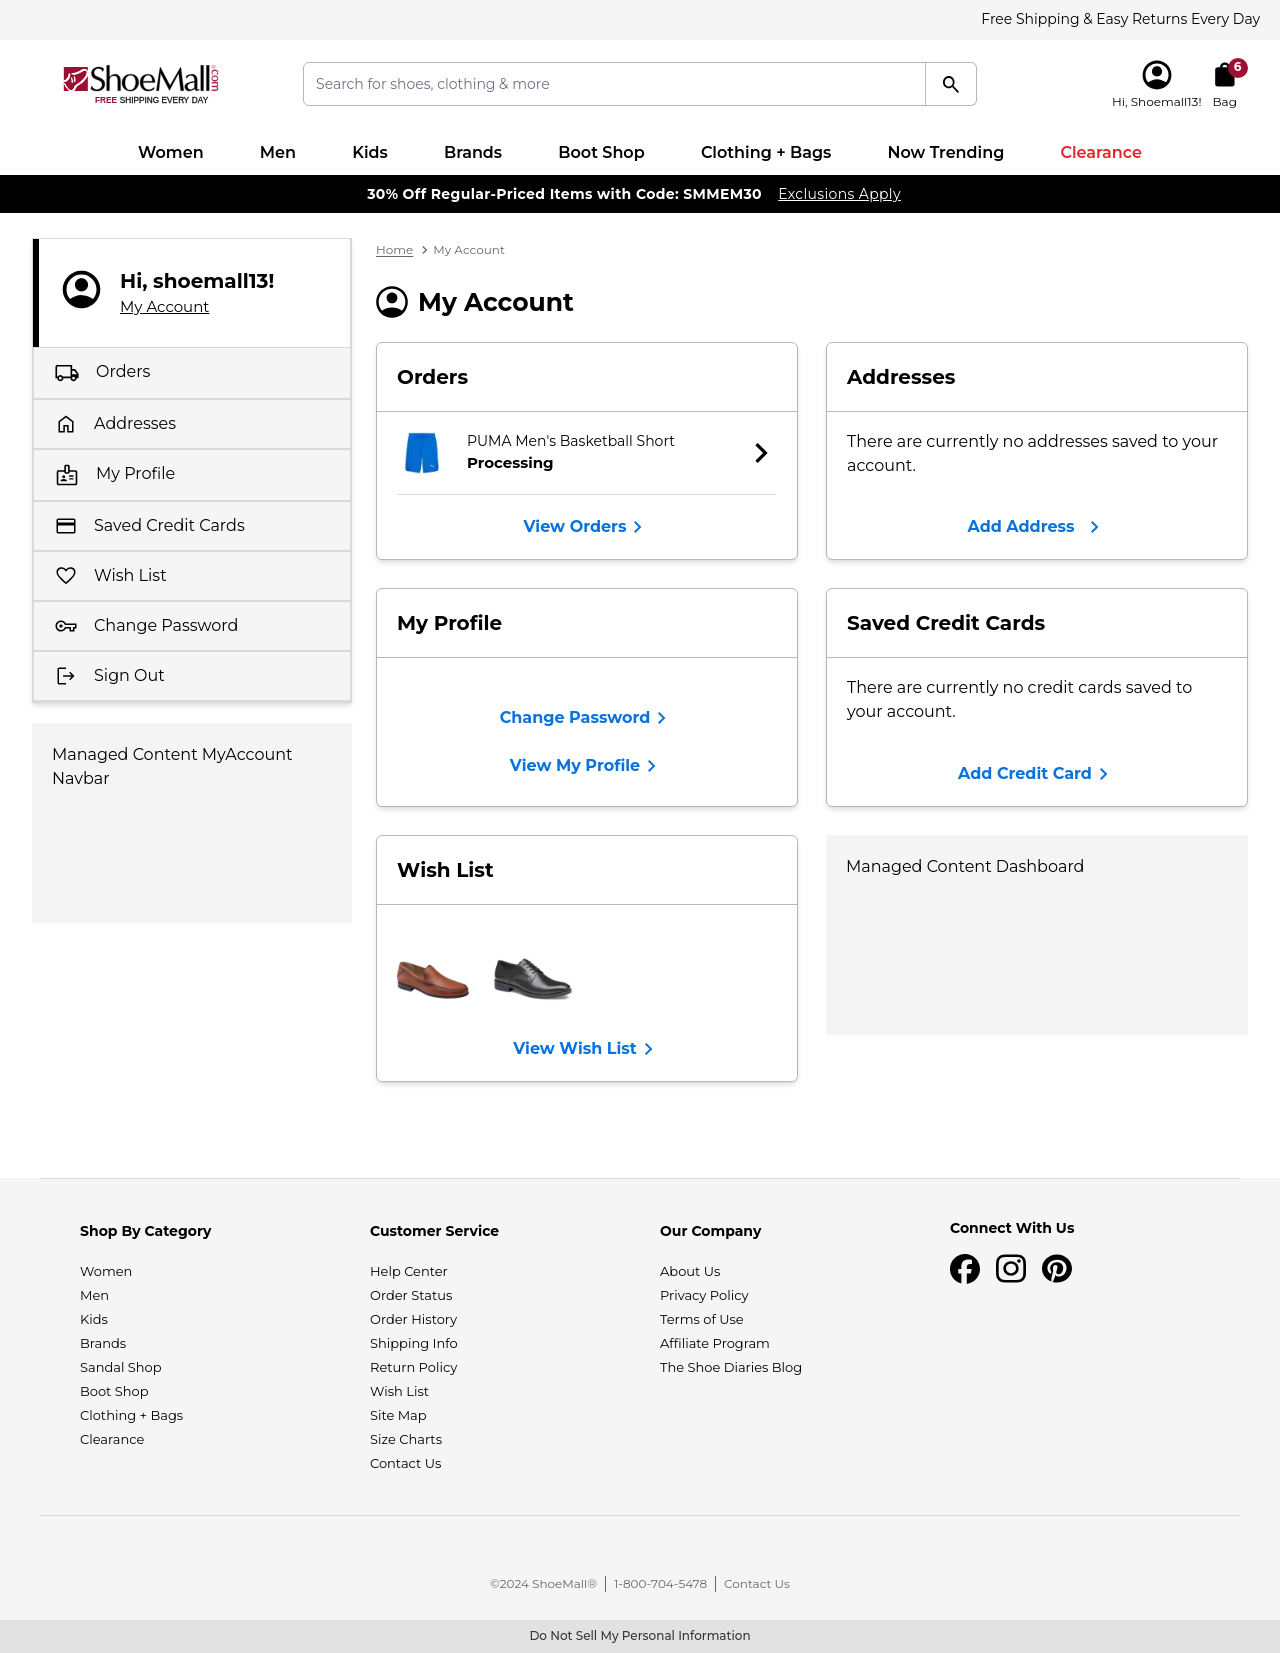 Free Shipping & Easy Returns Every Day
ShoeMall.com
FREE SHIPPING EVERY DAY
Search for shoes, clothing & more
6
Hi, Shoemall13! Bag
Women Men Kids Brands Boot Shop Clothing + Bags Now Trending Clearance
30% Off Regular-Priced Items with Code: SMMEM30 Exclusions Apply
Hi, shoemall13!
My Account
Orders
Addresses
My Profile
Saved Credit Cards
Wish List
Change Password
Sign Out
Managed Content MyAccount
Navbar
Home > My Account
My Account
Orders
PUMA Men's Basketball Short
Processing
View Orders
Addresses
There are currently no addresses saved to your
account.
Add Address
My Profile
Change Password
View My Profile
Saved Credit Cards
There are currently no credit cards saved to
your account.
Add Credit Card
Wish List
View Wish List
Managed Content Dashboard
Shop By Category
Women
Men
Kids
Brands
Sandal Shop
Boot Shop
Clothing + Bags
Clearance
Customer Service
Help Center
Order Status
Order History
Shipping Info
Return Policy
Wish List
Site Map
Size Charts
Contact Us
Our Company
About Us
Privacy Policy
Terms of Use
Affiliate Program
The Shoe Diaries Blog
Connect With Us
©2024 ShoeMall® | 1-800-704-5478 | Contact Us
Do Not Sell My Personal Information